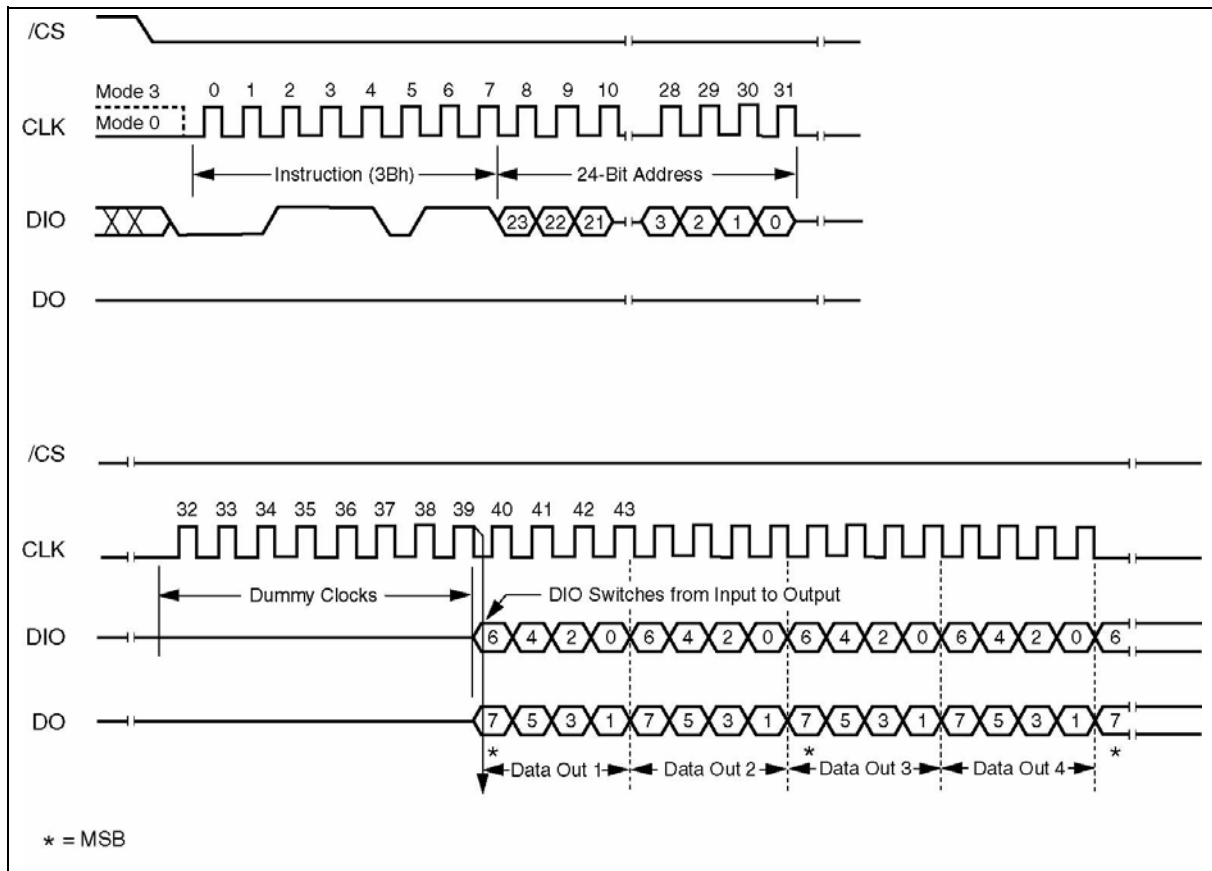 /CS
Mode 3 0 1 2 3 4 5 6 7 8 9 10 28 29 30 31
CLK Mode 0
Instruction (3Bh) 24-Bit Address
DIO 23 22 21 3 2 1 0
DO
/CS
32 33 34 35 36 37 38 39 40 41 42 43
CLK
Dummy Clocks DIO Switches from Input to Output
DIO 6 4 2 0 6 4 2 0 6 4 2 0 6 4 2 0 6
DO 7 5 3 1 7 5 3 1 7 5 3 1 7 5 3 1 7
* * *
Data Out 1 Data Out 2 Data Out 3 Data Out 4
* = MSB